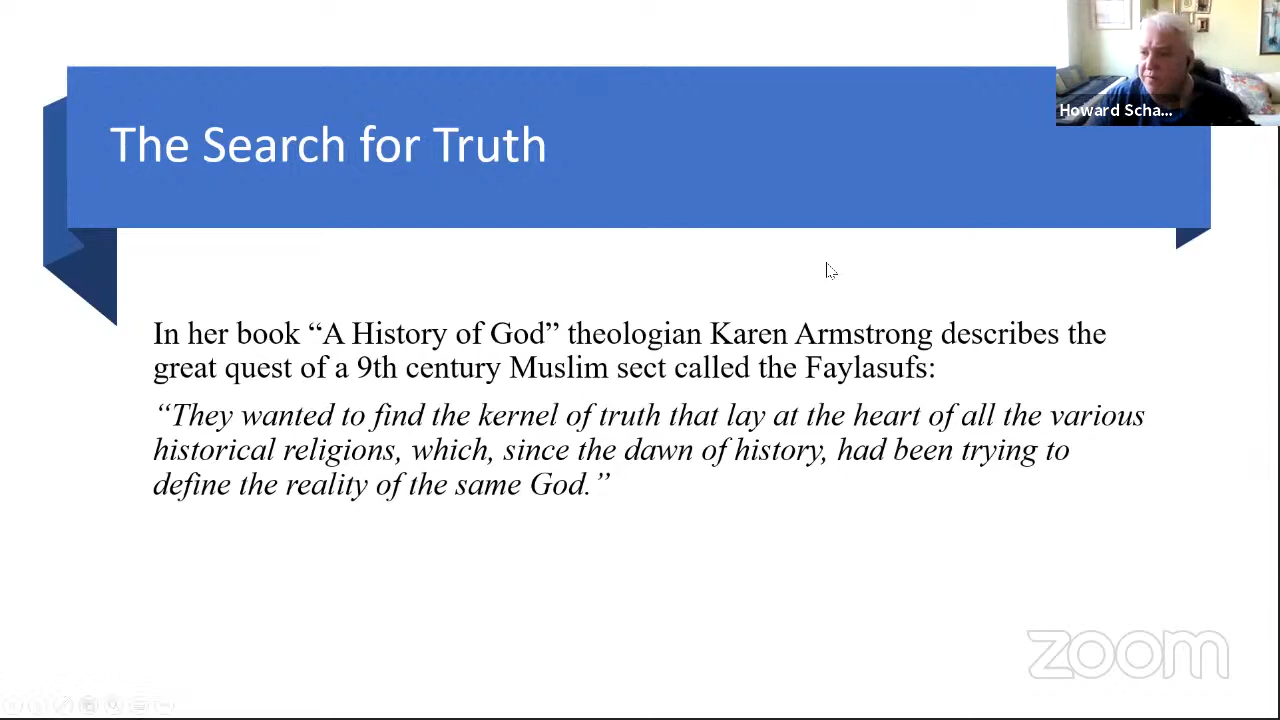 Howard Scha...
The Search for Truth
In her book “A History of God” theologian Karen Armstrong describes the
great quest of a 9th century Muslim sect called the Faylasufs:
“They wanted to find the kernel of truth that lay at the heart of all the various
historical religions, which, since the dawn of history, had been trying to
define the reality of the same God.”
zoom